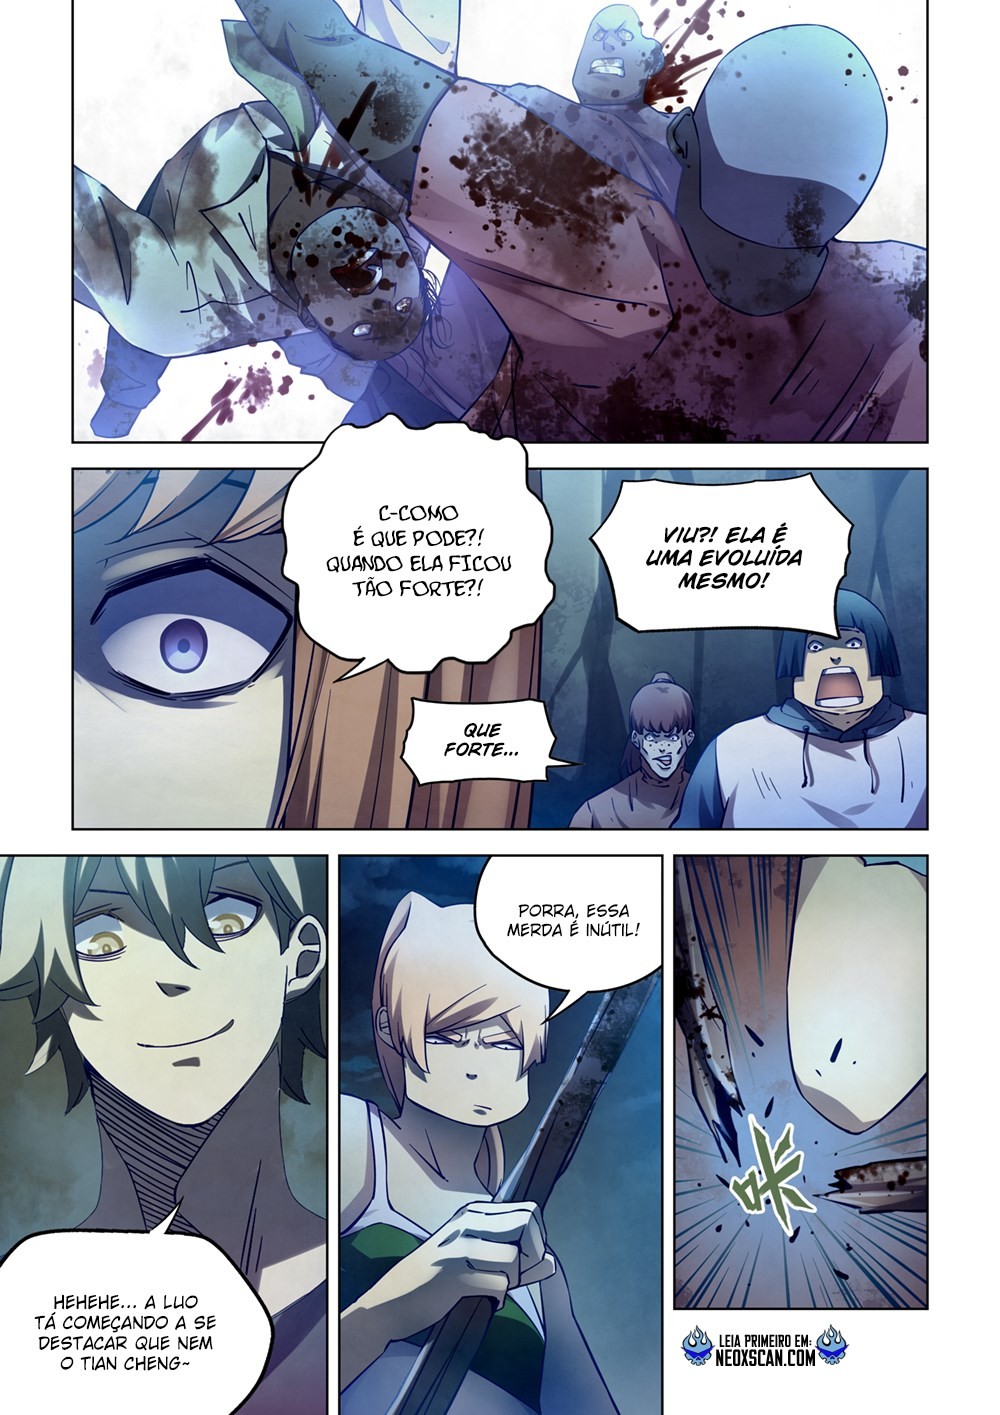 C-COMO
É QUE PODE?!
QUANDO ELA FICOU
TÃO FORTE?!
VIU?! ELA É
UMA EVOLUÍDA
MESMO!
QUE
FORTE...
PORRA, ESSA
MERDA É INÚTIL!
咔
HEHEHE... A LUO
TÁ COMEÇANDO A SE
DESTACAR QUE NEM
O TIAN CHENG~
LEIA PRIMEIRO EM:
NEOXSCAN.COM